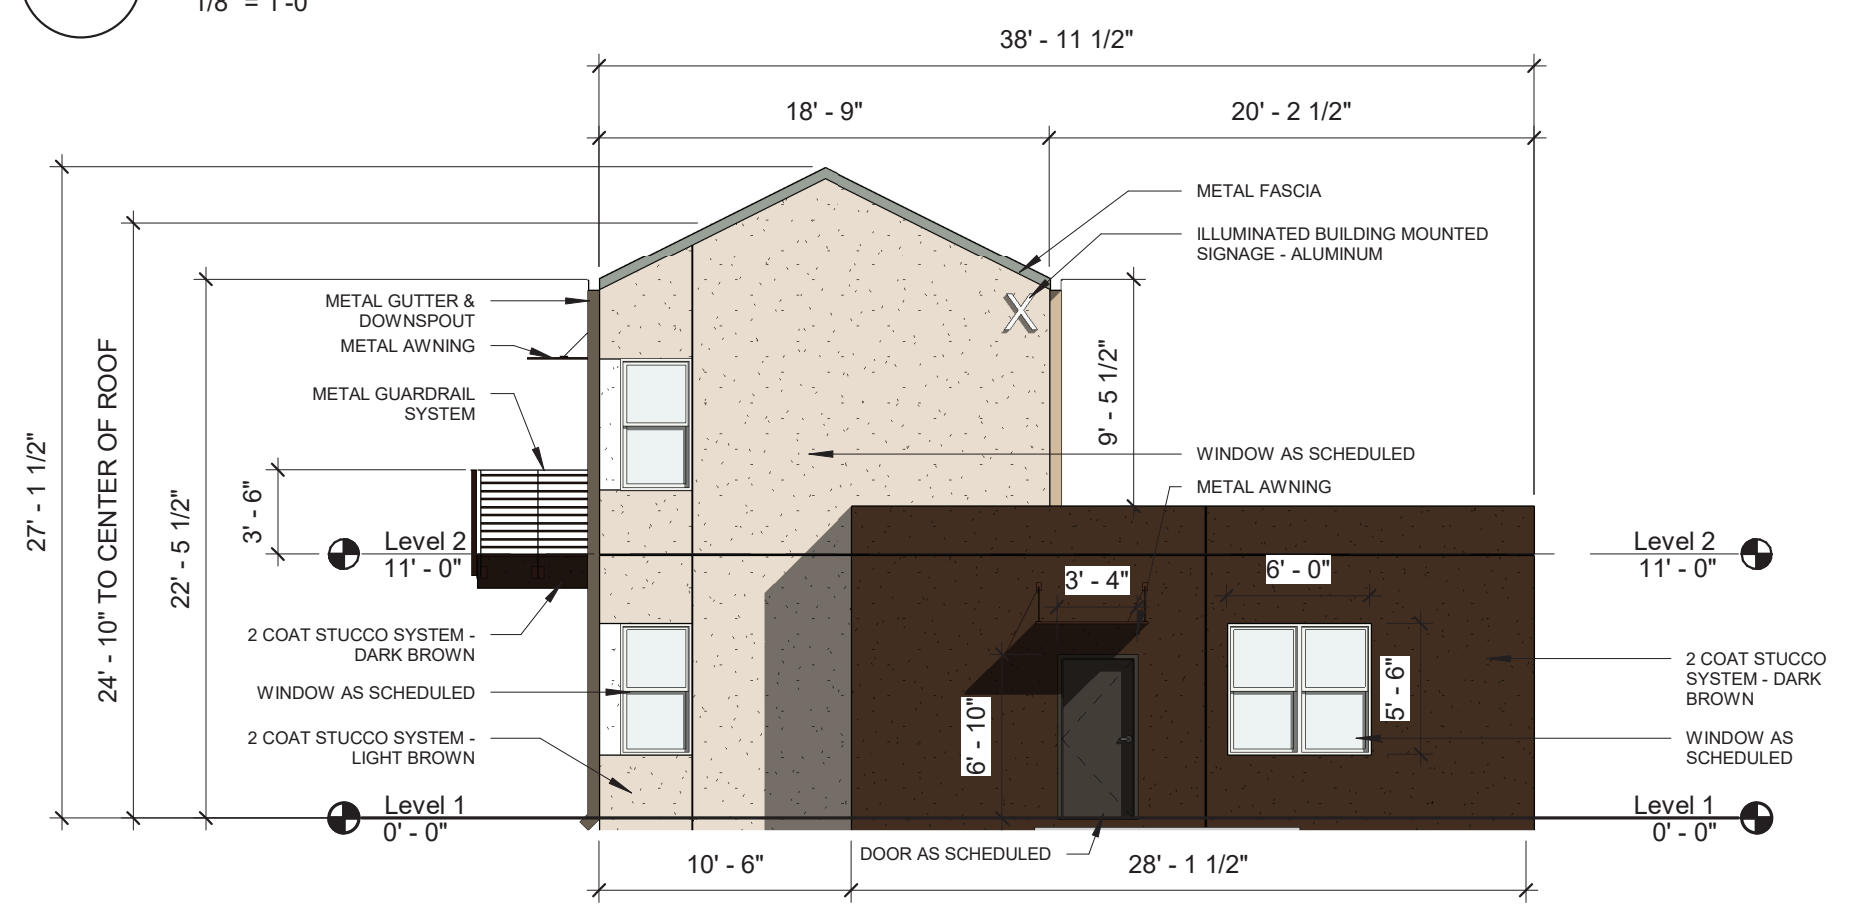 1/8" = 1'-0"
38' - 11 1/2"
18' - 9"
20' - 2 1/2"
METAL FASCIA
ILLUMINATED BUILDING MOUNTED
SIGNAGE - ALUMINUM
X
METAL GUTTER &
DOWNSPOUT
METAL AWNING
METAL GUARDRAIL
SYSTEM
27' - 1 1/2"
24' - 10" TO CENTER OF ROOF
22' - 5 1/2"
3' - 6"
9' - 5 1/2"
WINDOW AS SCHEDULED
METAL AWNING
Level 2
11' - 0"
Level 2
11' - 0"
3' - 4"
6' - 0"
2 COAT STUCCO SYSTEM -
DARK BROWN
WINDOW AS SCHEDULED
2 COAT STUCCO SYSTEM -
LIGHT BROWN
6' - 10"
5' - 6"
2 COAT STUCCO
SYSTEM - DARK
BROWN
WINDOW AS
SCHEDULED
Level 1
0' - 0"
Level 1
0' - 0"
DOOR AS SCHEDULED
10' - 6"
28' - 1 1/2"